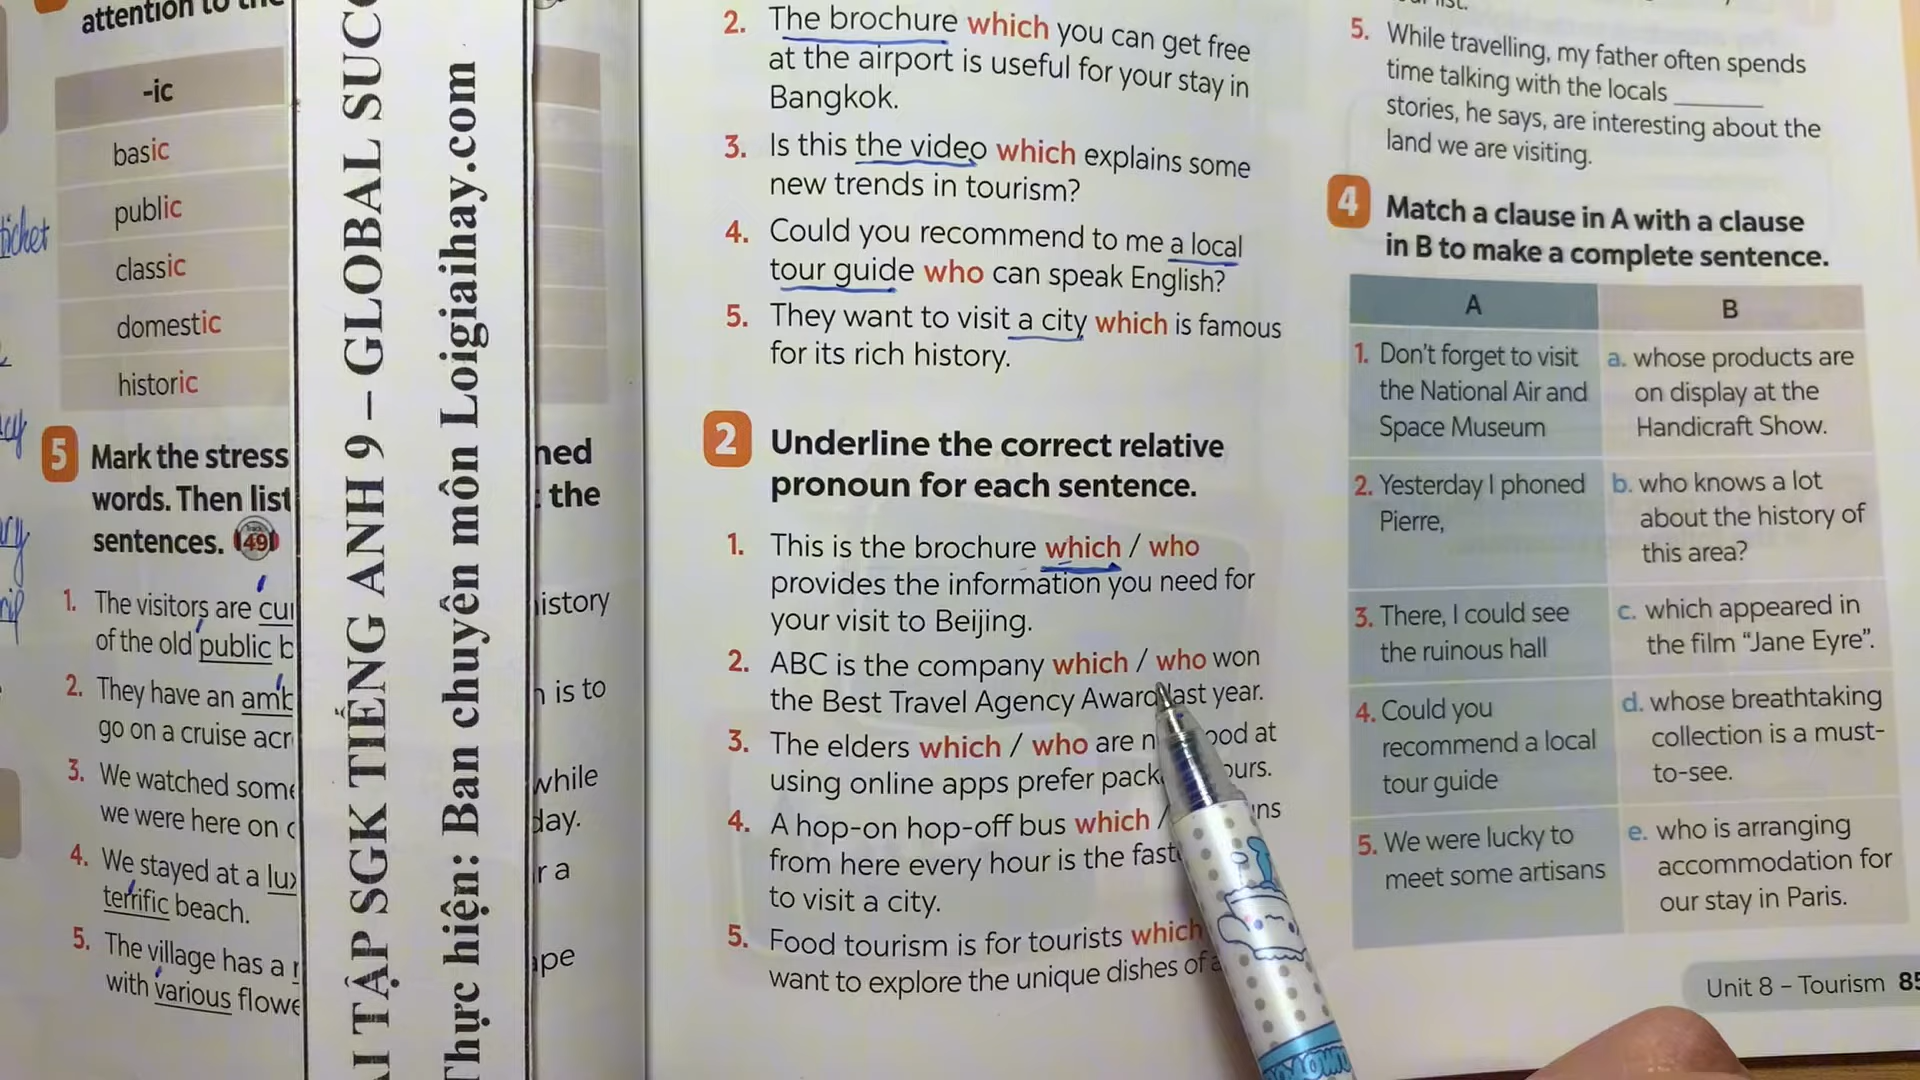 attention to the
-ic
basic
public
classic
domestic
historic
ticket
5 Mark the stress
ned
words. Then list
the
sentences. 49
1. The visitors are
istory
of the old public b
2. They have an amb
n is to
go on a cruise acr
3. We watched some
while
we were here on
day.
4. We stayed at a lux
r a
terrific beach.
5. The village has a
ape
with various flowe
TẬP SGK TIẾNG ANH 9 – GLOBAL SUCC
Thực hiện: Ban chuyên môn Loigiaihay.com
2. The brochure which you can get free
at the airport is useful for your stay in
Bangkok.
3. Is this the video which explains some
new trends in tourism?
4. Could you recommend to me a local
tour guide who can speak English?
5. They want to visit a city which is famous
for its rich history.
2 Underline the correct relative
pronoun for each sentence.
1. This is the brochure which / who
provides the information you need for
your visit to Beijing.
2. ABC is the company which / who won
the Best Travel Agency Award last year.
3. The elders which / who are n ood at
using online apps prefer pack ours.
4. A hop-on hop-off bus which / ns
from here every hour is the fast
to visit a city.
5. Food tourism is for tourists which
want to explore the unique dishes of a
5. While travelling, my father often spends
time talking with the locals ________
stories, he says, are interesting about the
land we are visiting.
4 Match a clause in A with a clause
in B to make a complete sentence.
A
B
1. Don't forget to visit
the National Air and
Space Museum
a. whose products are
on display at the
Handicraft Show.
2. Yesterday I phoned
Pierre,
b. who knows a lot
about the history of
this area?
3. There, I could see
the ruinous hall
c. which appeared in
the film “Jane Eyre”.
4. Could you
recommend a local
tour guide
d. whose breathtaking
collection is a must-
to-see.
5. We were lucky to
meet some artisans
e. who is arranging
accommodation for
our stay in Paris.
Unit 8 – Tourism 85